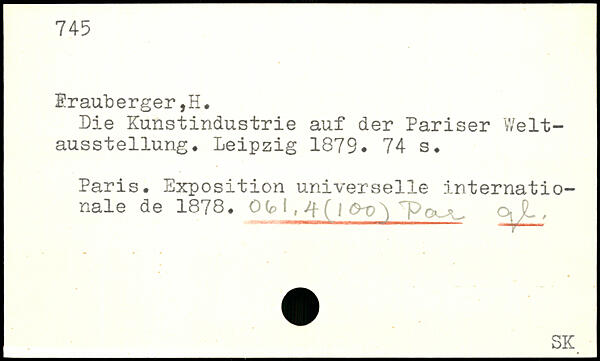 745
Frauberger,H.
Die Kunstindustrie auf der Pariser Welt-
ausstellung. Leipzig 1879. 74 s.
Paris. Exposition universelle internatio-
nale de 1878. 061.4(100) Par gl.
SK